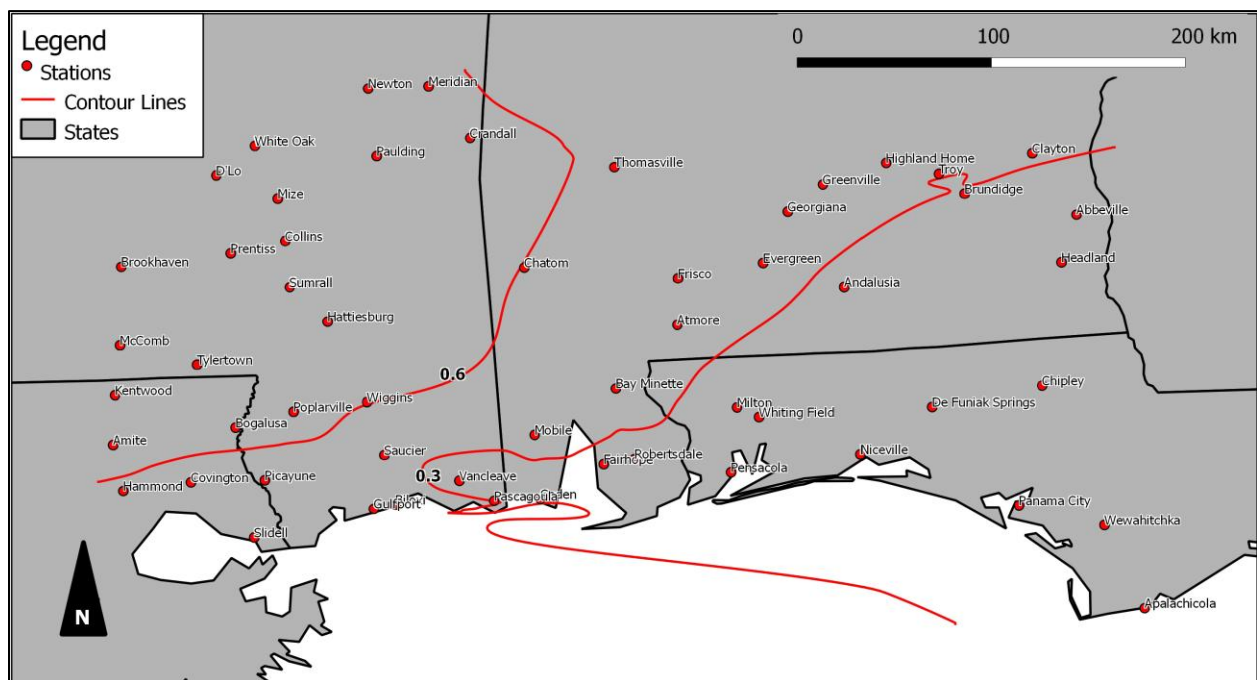 Legend
Stations
Contour Lines
States
0 100 200 km
Newton
Meridian
Crandall
White Oak
Paulding
D'Lo
Thomasville
Highland Home
Clayton
Troy
Greenville
Brundidge
Mize
Georgiana
Abbeville
Collins
Prentiss
Brookhaven
Chatom
Evergreen
Headland
Frisco
Sumrall
Andalusia
Hattiesburg
Atmore
McComb
Tylertown
0.6
Kentwood
Wiggins
Bay Minette
Chipley
Poplarville
Milton
De Funiak Springs
Whiting Field
Bogalusa
Mobile
Amite
Saucier
Fairhope
Robertsdale
Niceville
0.3
Vancleave
Pensacola
Hammond
Covington
Picayune
Pascagoula
Gulfport
Panama City
Slidell
Wewahitchka
N
Apalachicola